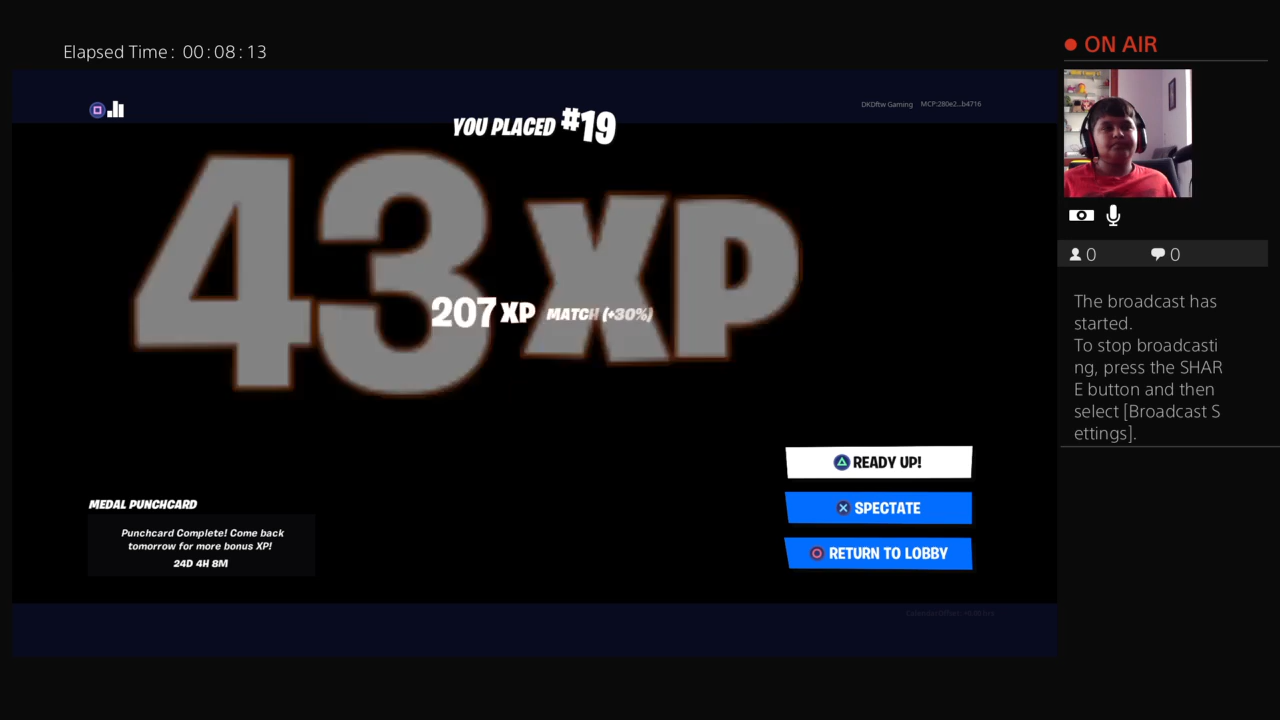 Elapsed Time: 00:08:13
ON AIR
DKDftw Gaming MCP:280e2...b4716
YOU PLACED #19
43 XP
207 XP MATCH (+30%)
0 0
The broadcast has
started.
To stop broadcasti
ng, press the SHAR
E button and then
select [Broadcast S
ettings].
READY UP!
SPECTATE
RETURN TO LOBBY
MEDAL PUNCHCARD
Punchcard Complete! Come back
tomorrow for more bonus XP!
24D 4H 8M